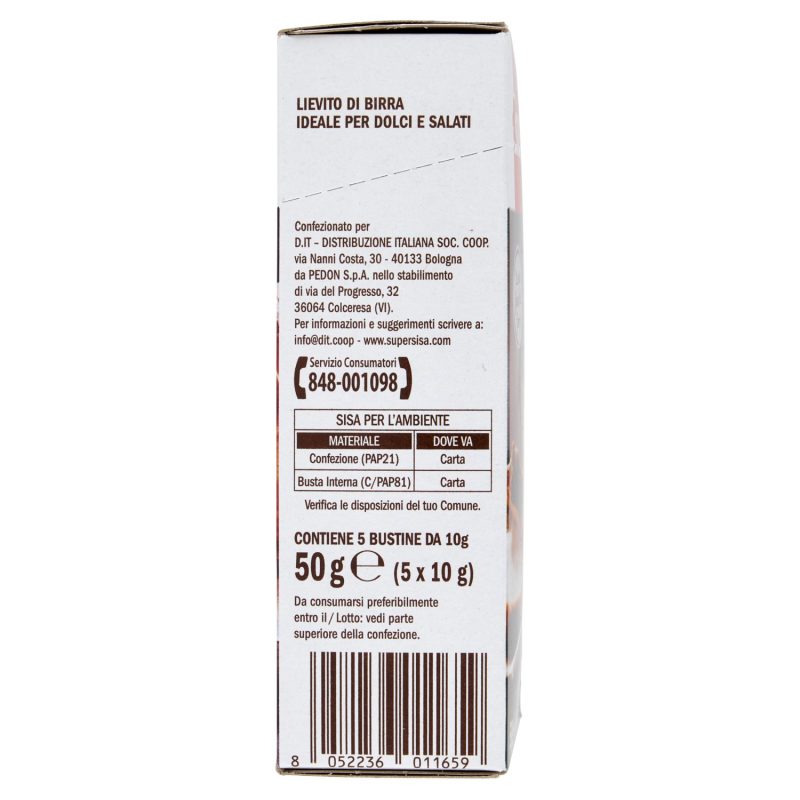 LIEVITO DI BIRRA
IDEALE PER DOLCI E SALATI
Confezionato per
D.IT – DISTRIBUZIONE ITALIANA SOC. COOP.
via Nanni Costa, 30 - 40133 Bologna
da PEDON S.p.A. nello stabilimento
di via del Progresso, 32
36064 Colceresa (VI).
Per informazioni e suggerimenti scrivere a:
info@dit.coop - www.supersisa.com
Servizio Consumatori
848-001098
SISA PER L'AMBIENTE
MATERIALE DOVE VA
Confezione (PAP21) Carta
Busta Interna (C/PAP81) Carta
Verifica le disposizioni del tuo Comune.
CONTIENE 5 BUSTINE DA 10g
50 g ℮ (5 x 10 g)
Da consumarsi preferibilmente
entro il / Lotto: vedi parte
superiore della confezione.
8 052236 011659